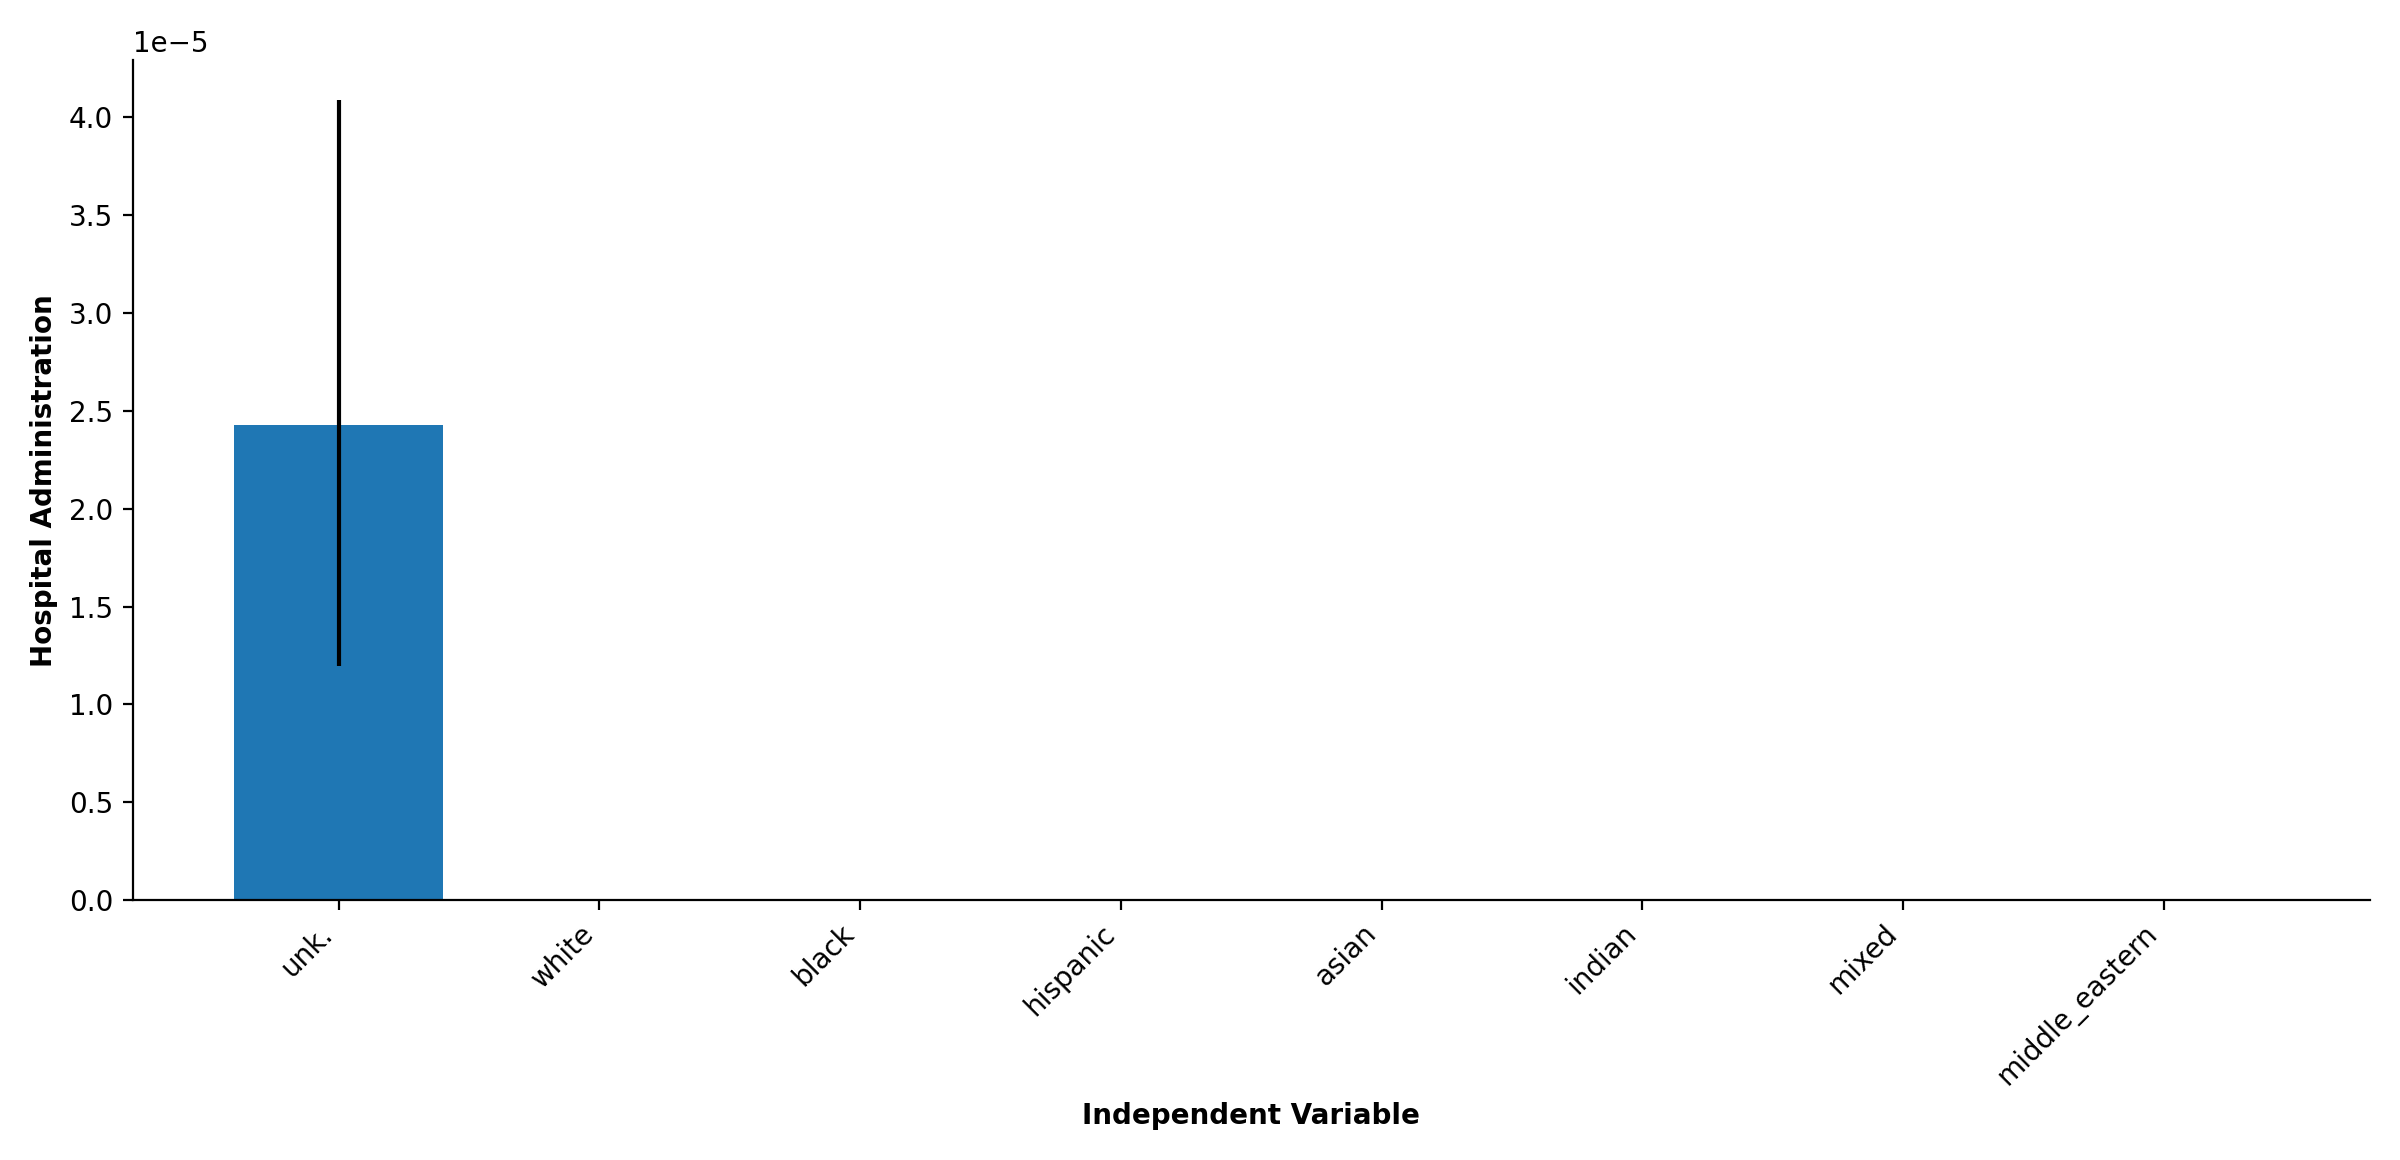 1e−5
4.0
3.5
3.0
2.5
2.0
1.5
1.0
0.5
0.0
Hospital Administration
unk.
white
black
hispanic
asian
indian
mixed
middle_eastern
Independent Variable